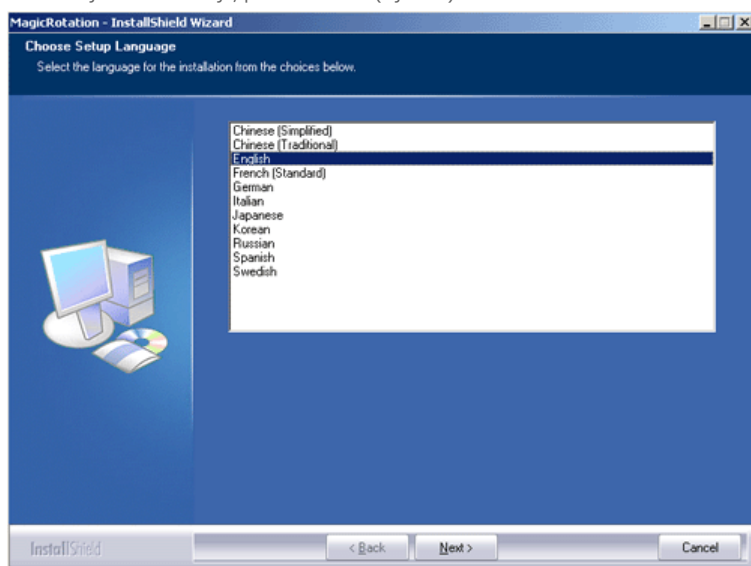 MagicRotation - InstallShield Wizard
Choose Setup Language
Select the language for the installation from the choices below.
Chinese (Simplified)
Chinese (Traditional)
English
French (Standard)
German
Italian
Japanese
Korean
Russian
Spanish
Swedish
InstallShield
< Back
Next >
Cancel